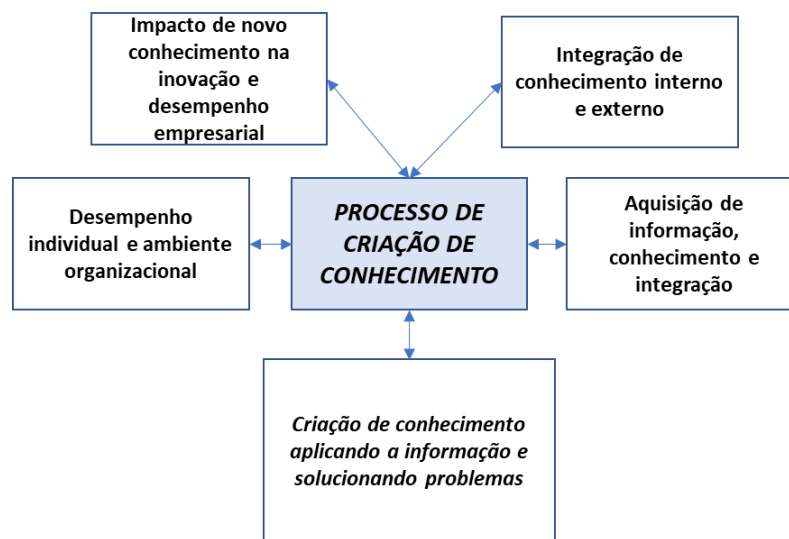 Impacto de novo
conhecimento na
inovação e
desempenho
empresarial
Integração de
conhecimento interno
e externo
Desempenho
individual e ambiente
organizacional
PROCESSO DE
CRIAÇÃO DE
CONHECIMENTO
Aquisição de
informação,
conhecimento e
integração
Criação de conhecimento
aplicando a informação e
solucionando problemas